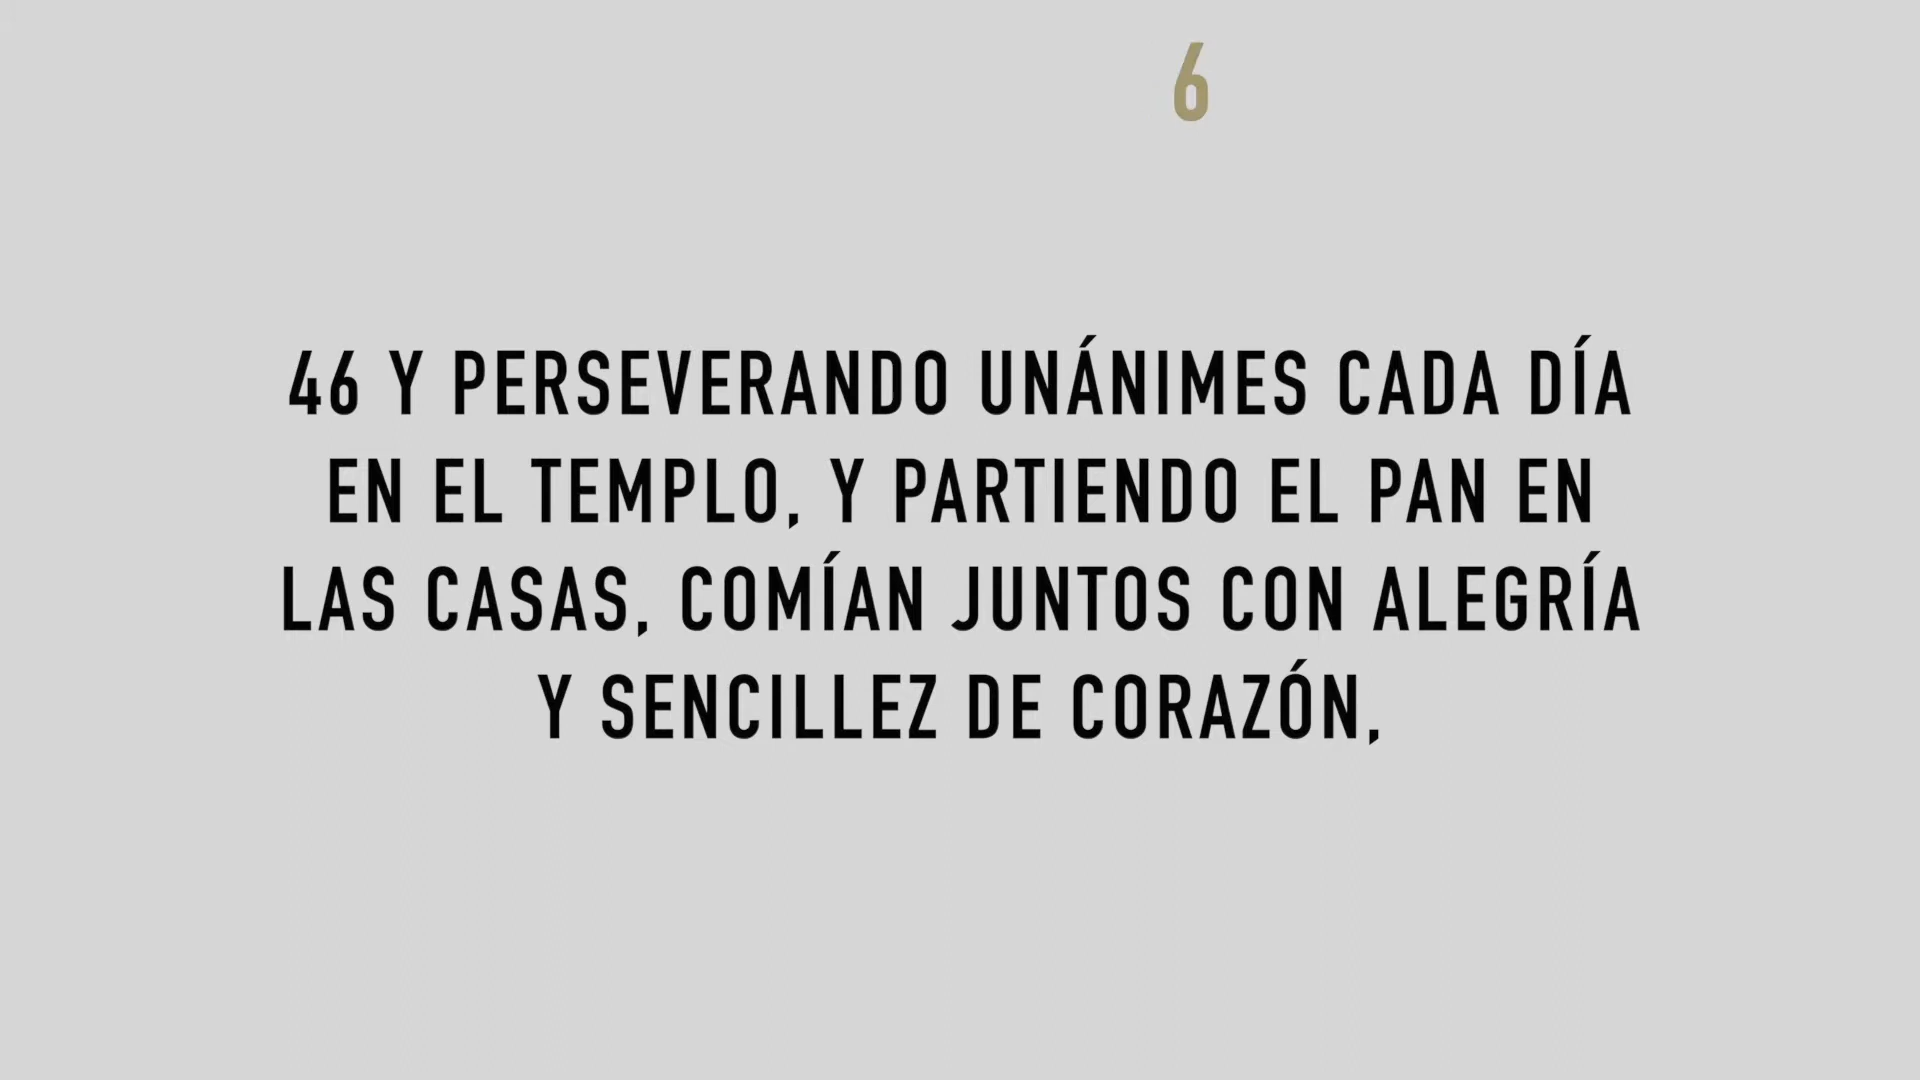 6
46 Y PERSEVERANDO UNÁNIMES CADA DÍA
EN EL TEMPLO, Y PARTIENDO EL PAN EN
LAS CASAS, COMÍAN JUNTOS CON ALEGRÍA
Y SENCILLEZ DE CORAZÓN,